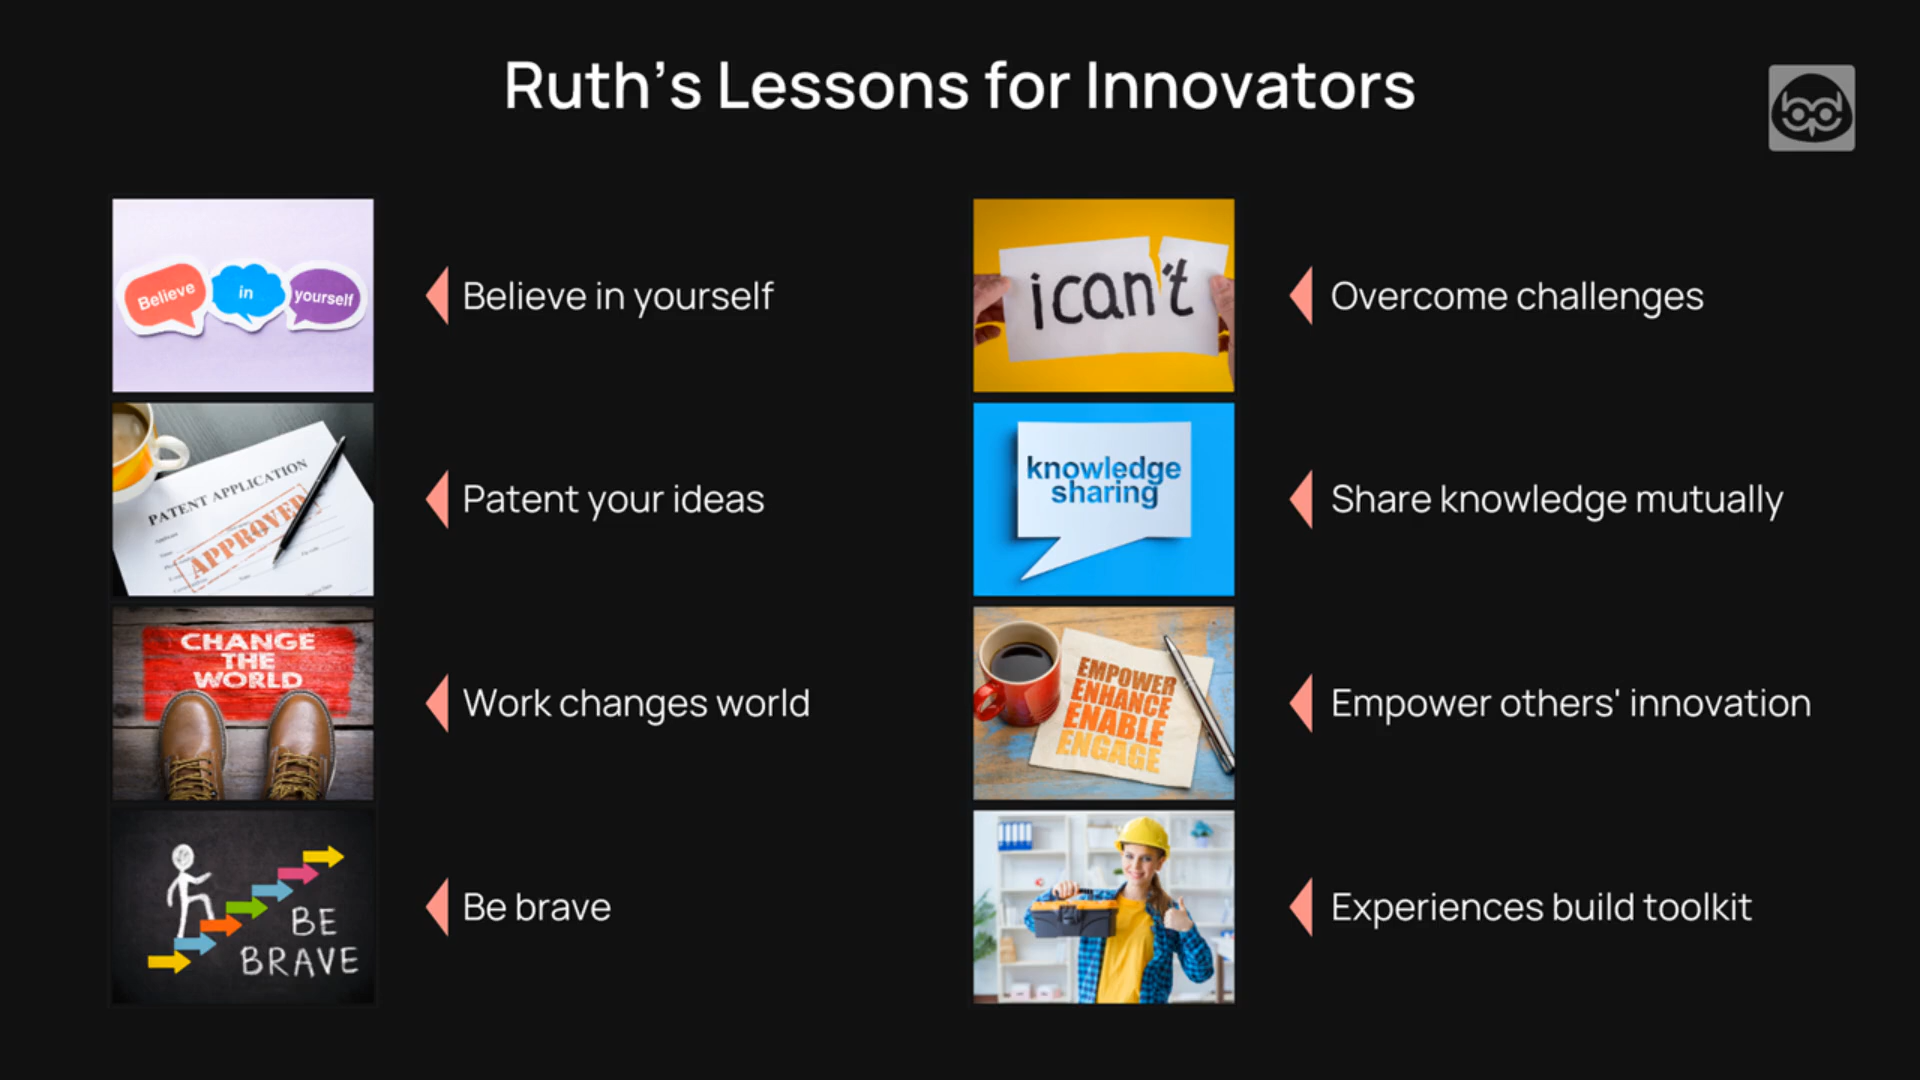 Ruth's Lessons for Innovators
Believe in yourself
Believe in yourself
PATENT APPLICATION
APPROVED
Patent your ideas
CHANGE
THE
WORLD
Work changes world
BE
BRAVE
Be brave
i can't
Overcome challenges
knowledge
sharing
Share knowledge mutually
EMPOWER
ENHANCE
ENABLE
ENGAGE
Empower others' innovation
Experiences build toolkit